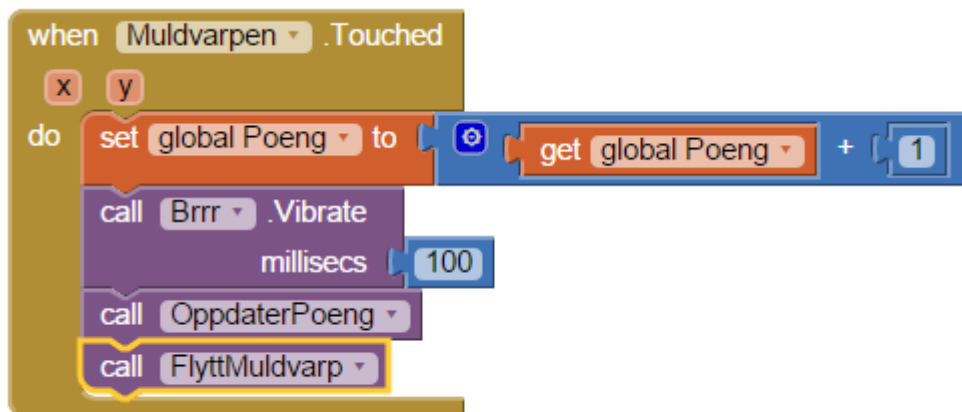 when Muldvarpen .Touched
x y
do set global Poeng to get global Poeng + 1
call Brrr .Vibrate
millisecs 100
call OppdaterPoeng
call FlyttMuldvarp